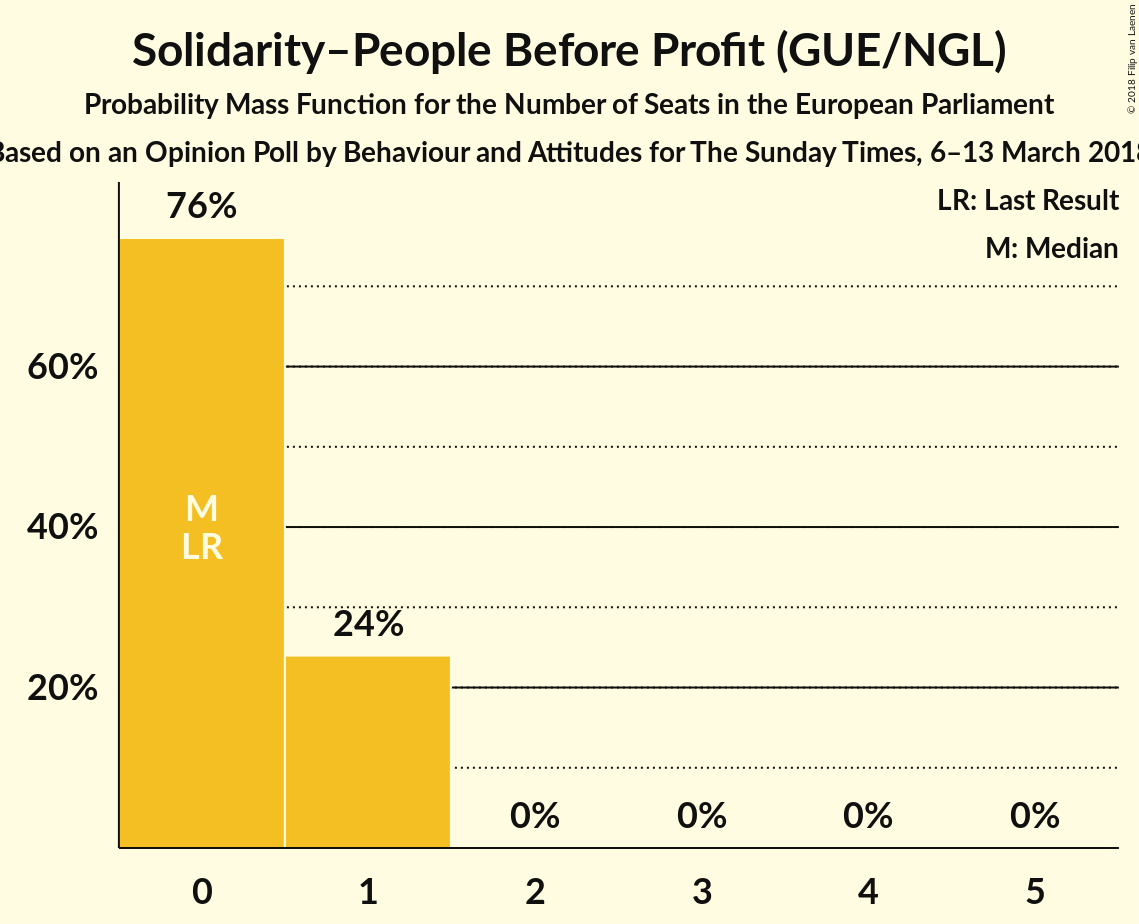 Solidarity–People Before Profit (GUE/NGL)
Probability Mass Function for the Number of Seats in the European Parliament
Based on an Opinion Poll by Behaviour and Attitudes for The Sunday Times, 6–13 March 2018
© 2018 Filip van Laenen
LR: Last Result
M: Median
76%
60%
40%
20%
M
LR
24%
0% 0% 0% 0%
0 1 2 3 4 5